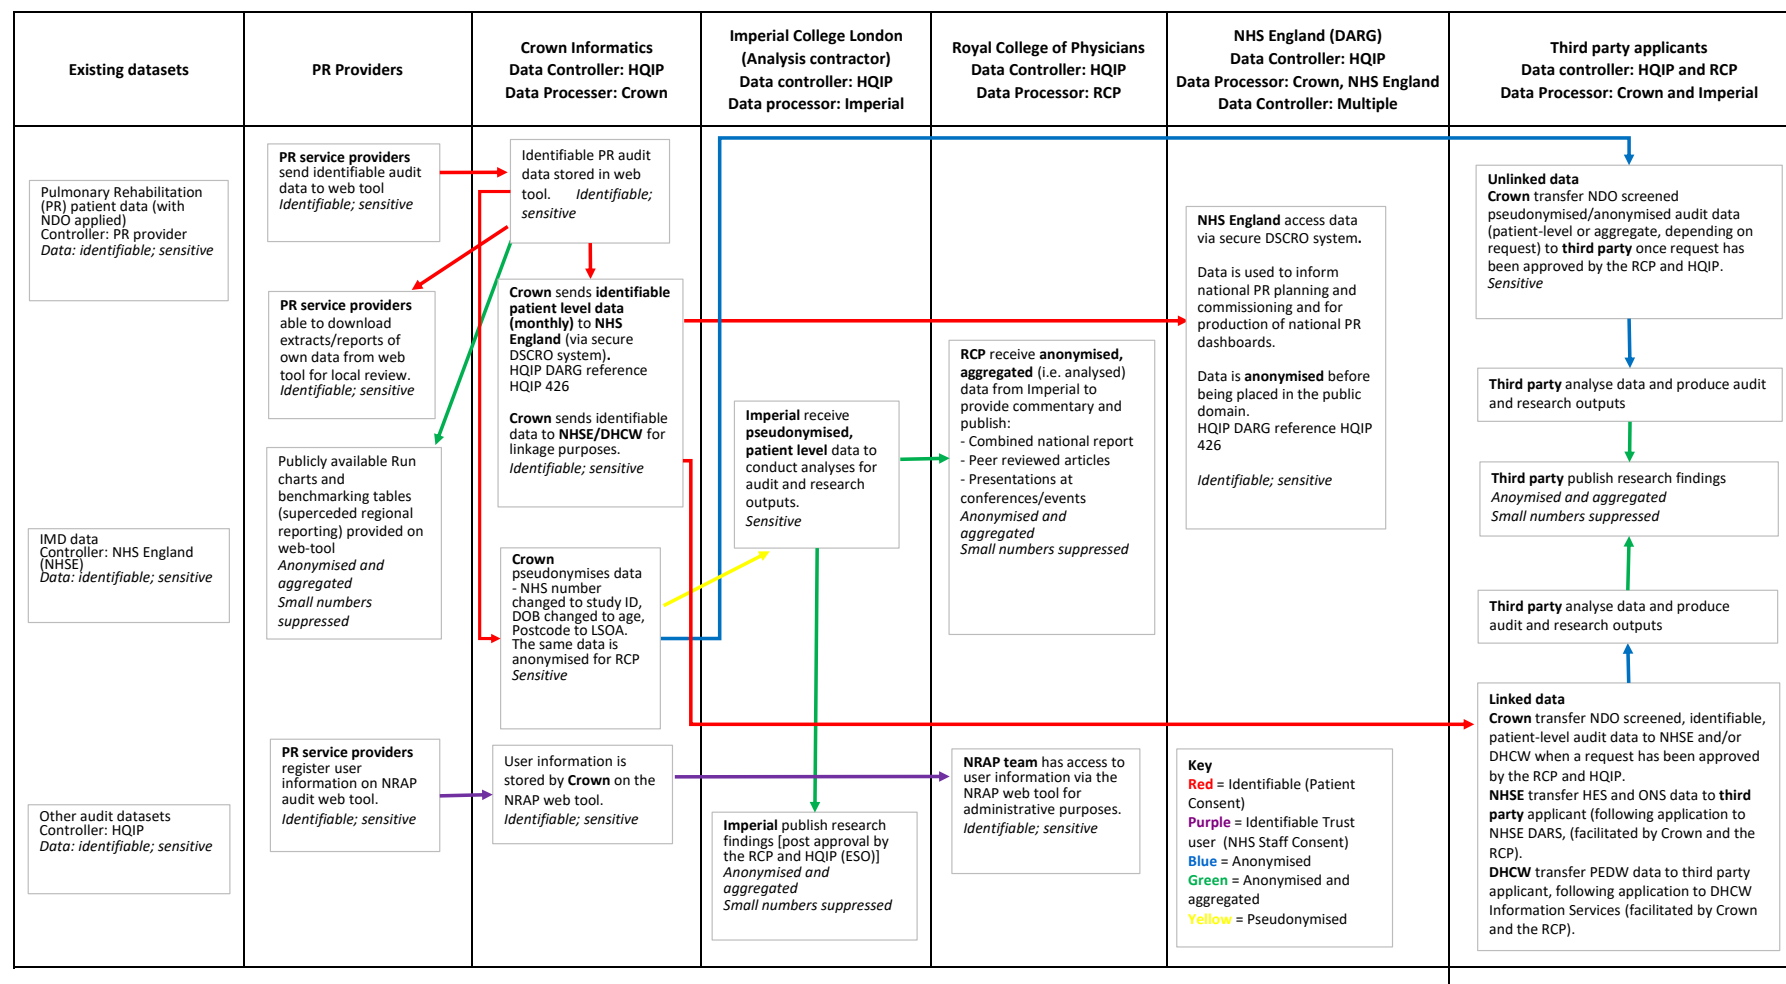 Existing datasets
PR Providers
Crown Informatics
Data Controller: HQIP
Data Processer: Crown
Imperial College London
(Analysis contractor)
Data controller: HQIP
Data processor: Imperial
Royal College of Physicians
Data Controller: HQIP
Data Processor: RCP
NHS England (DARG)
Data Controller: HQIP
Data Processor: Crown, NHS England
Data Controller: Multiple
Third party applicants
Data controller: HQIP and RCP
Data Processor: Crown and Imperial
Pulmonary Rehabilitation
(PR) patient data (with
NDO applied)
Controller: PR provider
Data: identifiable; sensitive
IMD data
Controller: NHS England
(NHSE)
Data: identifiable; sensitive
Other audit datasets
Controller: HQIP
Data: identifiable; sensitive
PR service providers
send identifiable audit
data to web tool
Identifiable; sensitive
PR service providers
able to download
extracts/reports of
own data from web
tool for local review.
Identifiable; sensitive
Publicly available Run
charts and
benchmarking tables
(superceded regional
reporting) provided on
web-tool
Anonymised and
aggregated
Small numbers
suppressed
PR service providers
register user
information on NRAP
audit web tool.
Identifiable; sensitive
Identifiable PR audit
data stored in web
tool. Identifiable;
sensitive
Crown sends identifiable
patient level data
(monthly) to NHS
England (via secure
DSCRO system).
HQIP DARG reference
HQIP 426
Crown sends identifiable
data to NHSE/DHCW for
linkage purposes.
Identifiable; sensitive
Crown
pseudonymises data
- NHS number
changed to study ID,
DOB changed to age,
Postcode to LSOA.
The same data is
anonymised for RCP
Sensitive
User information is
stored by Crown on the
NRAP web tool.
Identifiable; sensitive
Imperial receive
pseudonymised,
patient level data to
conduct analyses for
audit and research
outputs.
Sensitive
Imperial publish research
findings [post approval by
the RCP and HQIP (ESO)]
Anonymised and
aggregated
Small numbers suppressed
RCP receive anonymised,
aggregated (i.e. analysed)
data from Imperial to
provide commentary and
publish:
- Combined national report
- Peer reviewed articles
- Presentations at
conferences/events
Anonymised and
aggregated
Small numbers suppressed
NRAP team has access to
user information via the
NRAP web tool for
administrative purposes.
Identifiable; sensitive
NHS England access data
via secure DSCRO system.
Data is used to inform
national PR planning and
commissioning and for
production of national PR
dashboards.
Data is anonymised before
being placed in the public
domain.
HQIP DARG reference HQIP
426
Identifiable; sensitive
Key
Red = Identifiable (Patient
Consent)
Purple = Identifiable Trust
user (NHS Staff Consent)
Blue = Anonymised
Green = Anonymised and
aggregated
Yellow = Pseudonymised
Unlinked data
Crown transfer NDO screened
pseudonymised/anonymised audit data
(patient-level or aggregate, depending on
request) to third party once request has
been approved by the RCP and HQIP.
Sensitive
Third party analyse data and produce audit
and research outputs
Third party publish research findings
Anoymised and aggregated
Small numbers suppressed
Third party analyse data and produce
audit and research outputs
Linked data
Crown transfer NDO screened, identifiable,
patient-level audit data to NHSE and/or
DHCW when a request has been approved
by the RCP and HQIP.
NHSE transfer HES and ONS data to third
party applicant (following application to
NHSE DARS, (facilitated by Crown and the
RCP).
DHCW transfer PEDW data to third party
applicant, following application to DHCW
Information Services (facilitated by Crown
and the RCP).